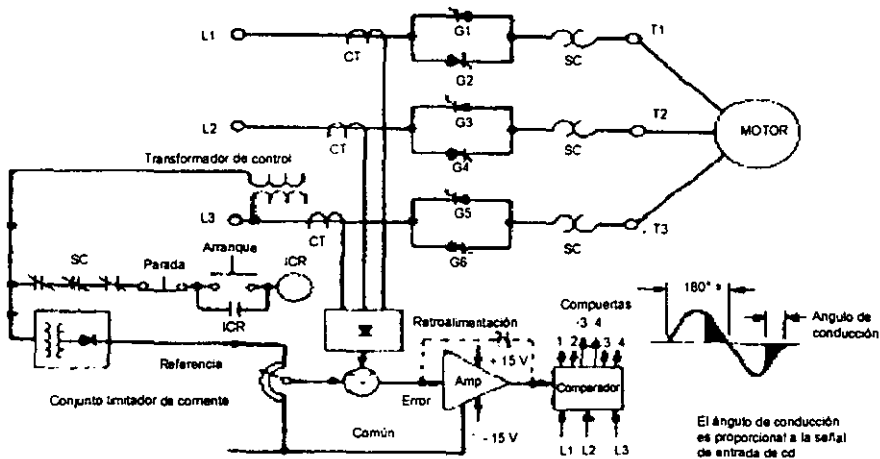 L1
CT
G1
G2
SC
T1
L2
CT
G3
G4
SC
T2
MOTOR
Transformador de control
L3
CT
G5
G6
SC
T3
SC
Parada
Arranque
ICR
ICR
Referencia
Conjunto limitador de corriente
Retroalimentación
+ 15 V
Amp
Error
- 15 V
Común
Compuertas
3 4
1 2 3 4
Comparador
L1 L2 L3
180° s
Angulo de
conducción
El ángulo de conducción
es proporcional a la señal
de entrada de cd